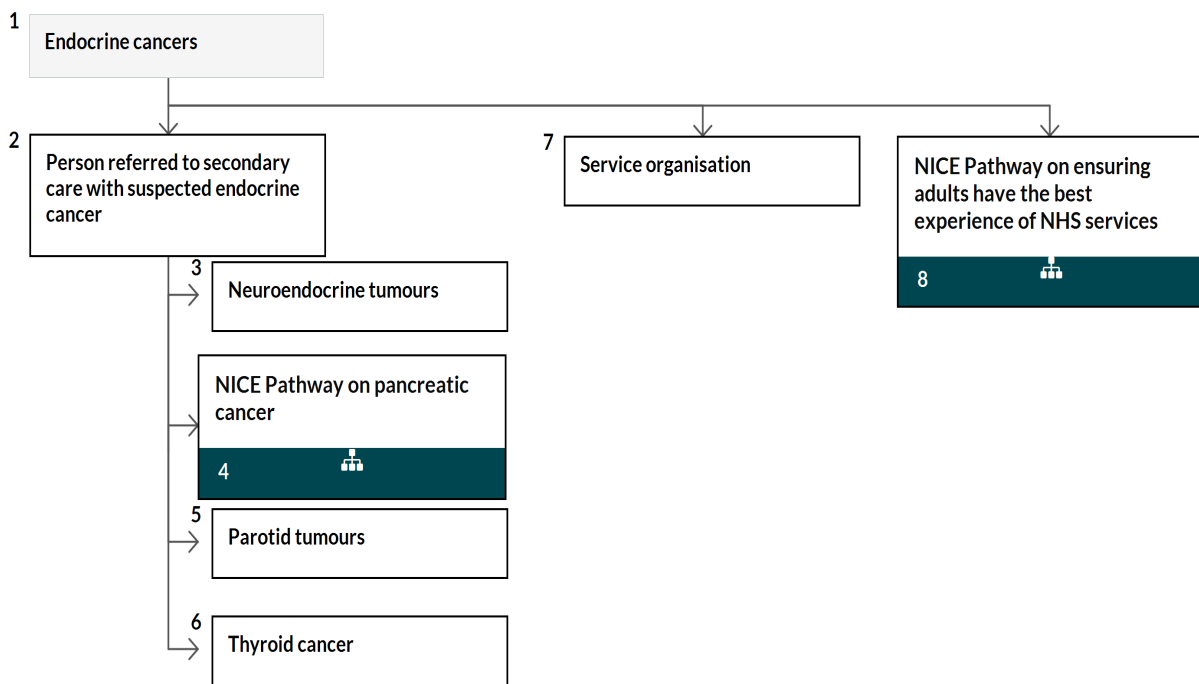 1
Endocrine cancers
2
Person referred to secondary
care with suspected endocrine
cancer
3
Neuroendocrine tumours
NICE Pathway on pancreatic
cancer
4
5
Parotid tumours
6
Thyroid cancer
7
Service organisation
NICE Pathway on ensuring
adults have the best
experience of NHS services
8